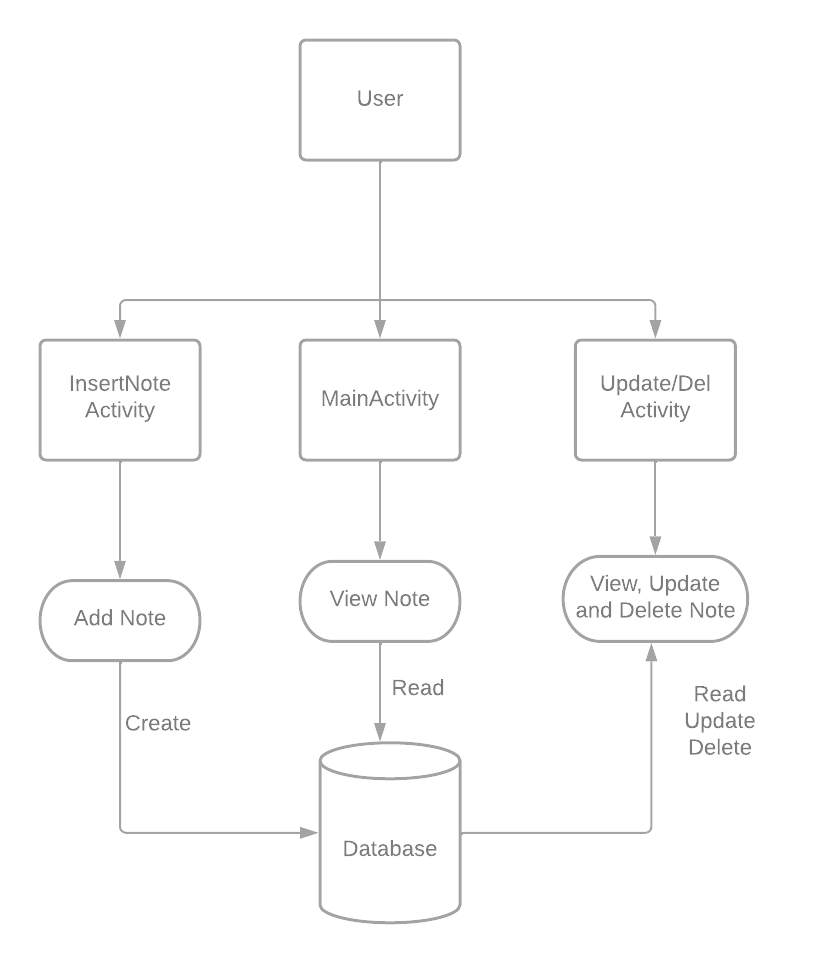 User
InsertNote
Activity
MainActivity
Update/Del
Activity
Add Note
View Note
View, Update
and Delete Note
Create
Read
Read
Update
Delete
Database